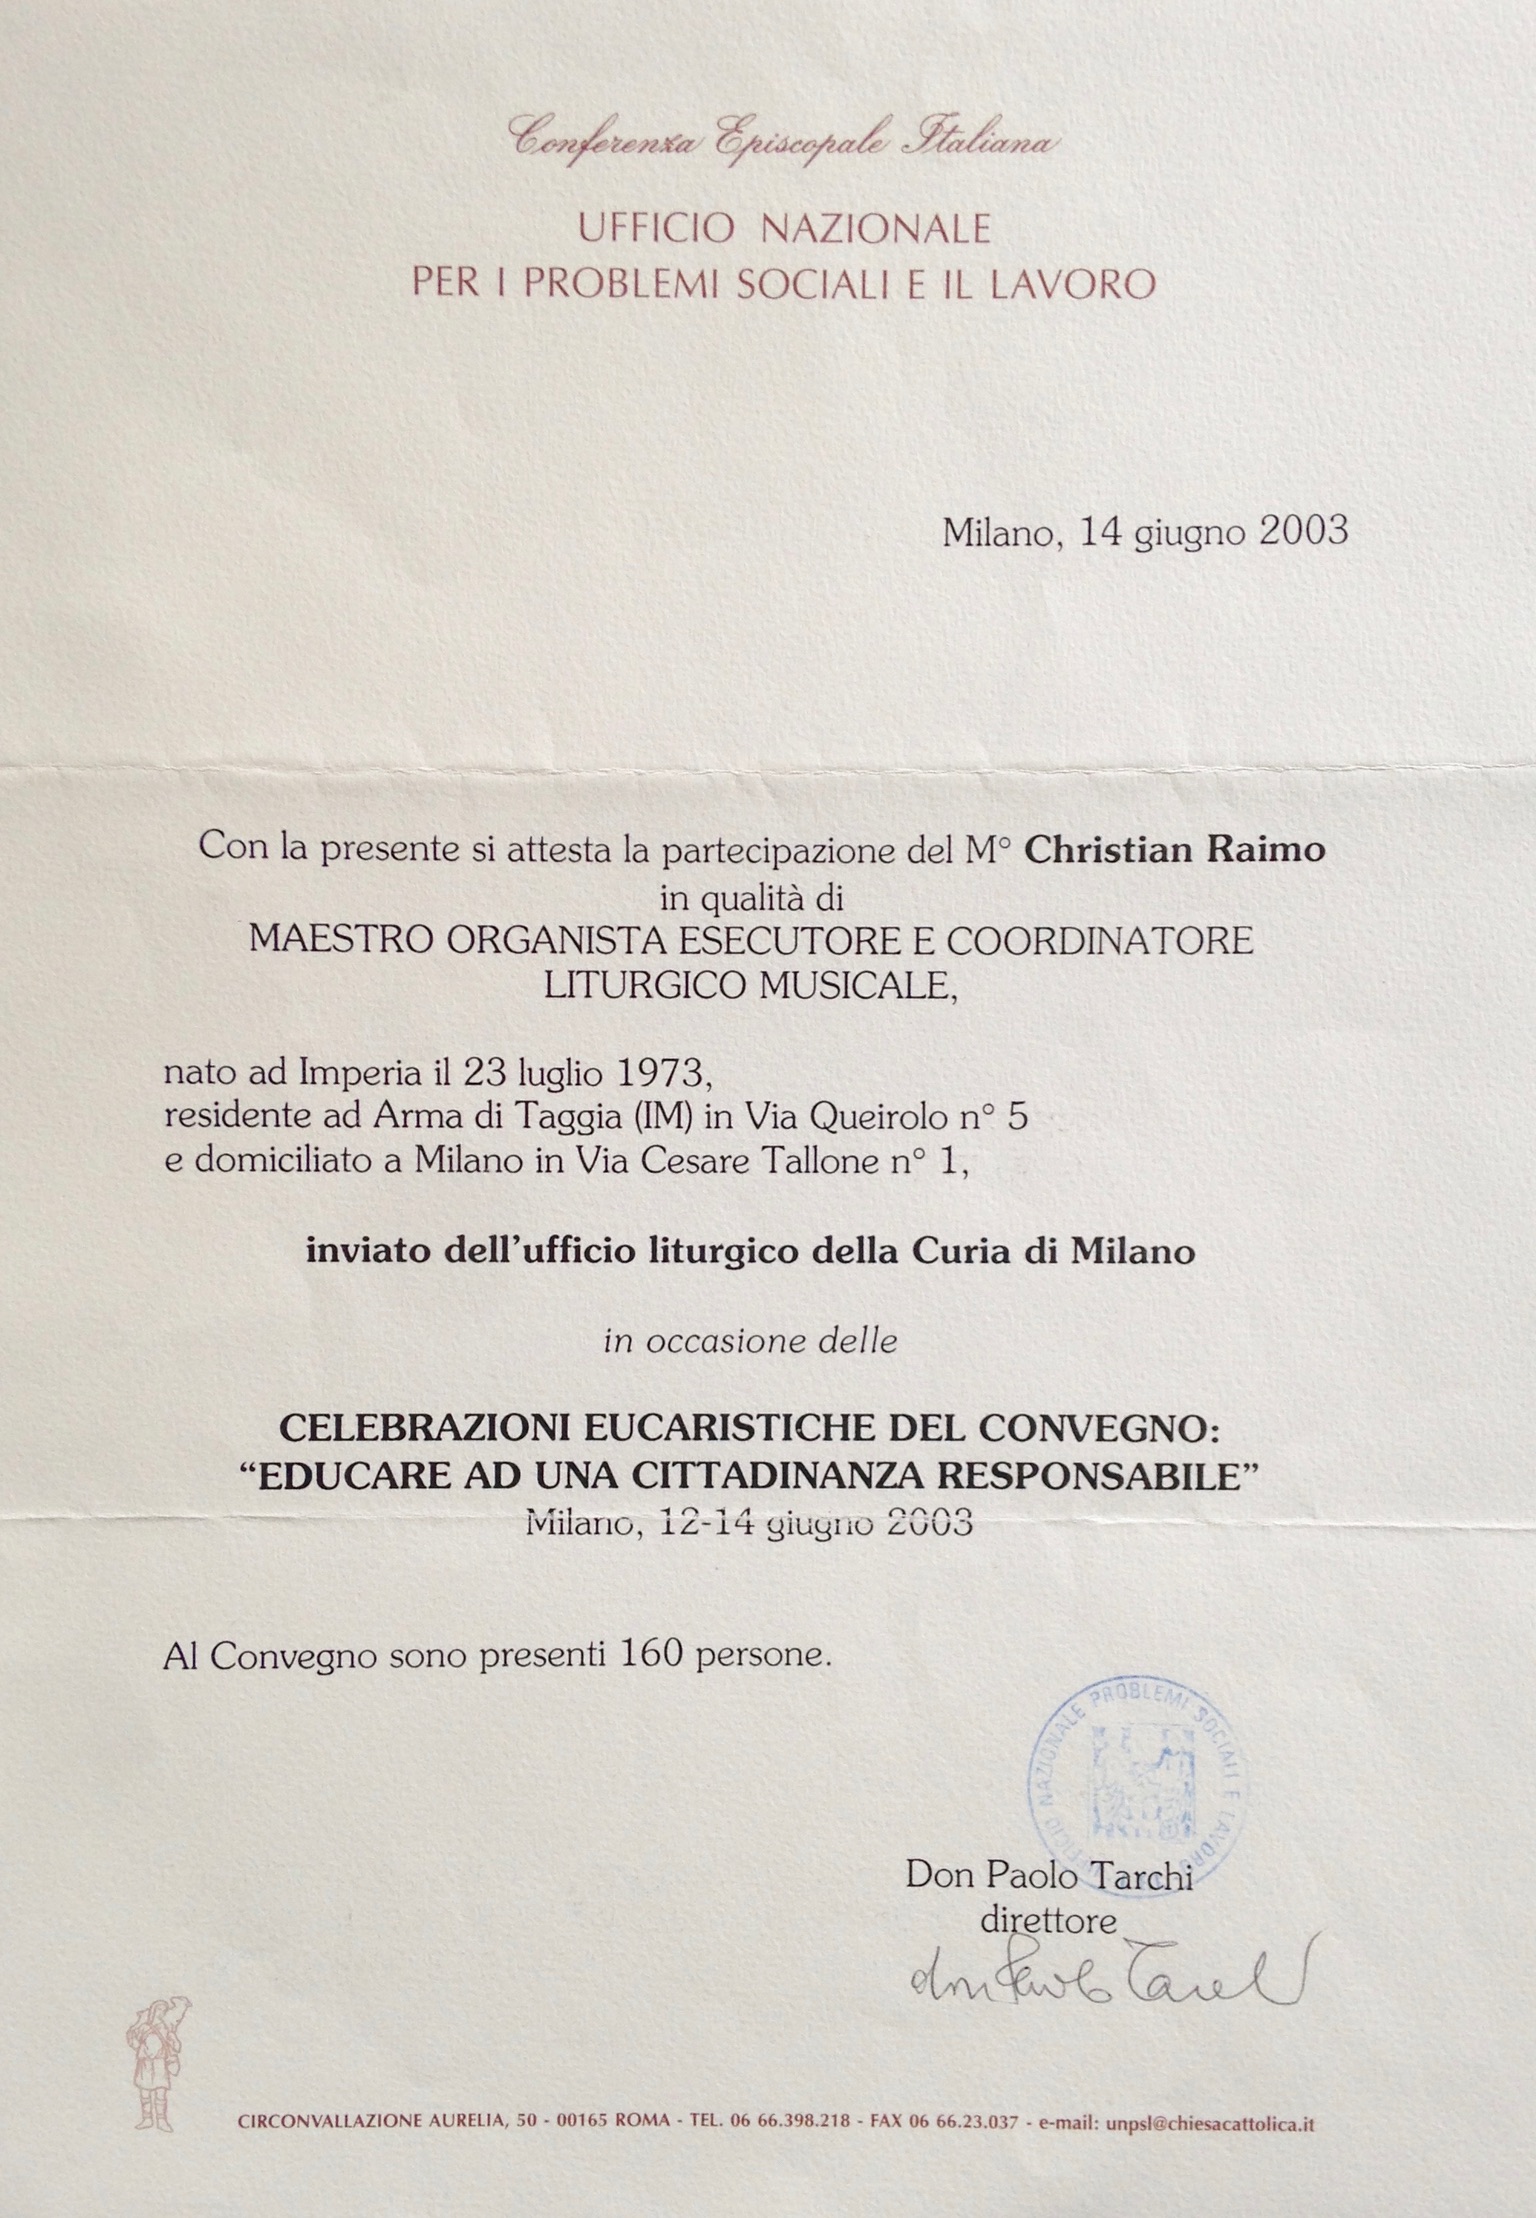 Conferenza Episcopale Italiana
UFFICIO NAZIONALE
PER I PROBLEMI SOCIALI E IL LAVORO
Milano, 14 giugno 2003
Con la presente si attesta la partecipazione del M° Christian Raimo
in qualità di
MAESTRO ORGANISTA ESECUTORE E COORDINATORE
LITURGICO MUSICALE,
nato ad Imperia il 23 luglio 1973,
residente ad Arma di Taggia (IM) in Via Queirolo n° 5
e domiciliato a Milano in Via Cesare Tallone n° 1,
inviato dell'ufficio liturgico della Curia di Milano
in occasione delle
CELEBRAZIONI EUCARISTICHE DEL CONVEGNO:
“EDUCARE AD UNA CITTADINANZA RESPONSABILE”
Milano, 12-14 giugno 2003
Al Convegno sono presenti 160 persone.
NAZIONALE PROBLEMI SOCIALI E LAVORO
Don Paolo Tarchi
direttore
don Paolo Tarchi
CIRCONVALLAZIONE AURELIA, 50 - 00165 ROMA - TEL. 06 66.398.218 - FAX 06 66.23.037 - e-mail: unpsl@chiesacattolica.it